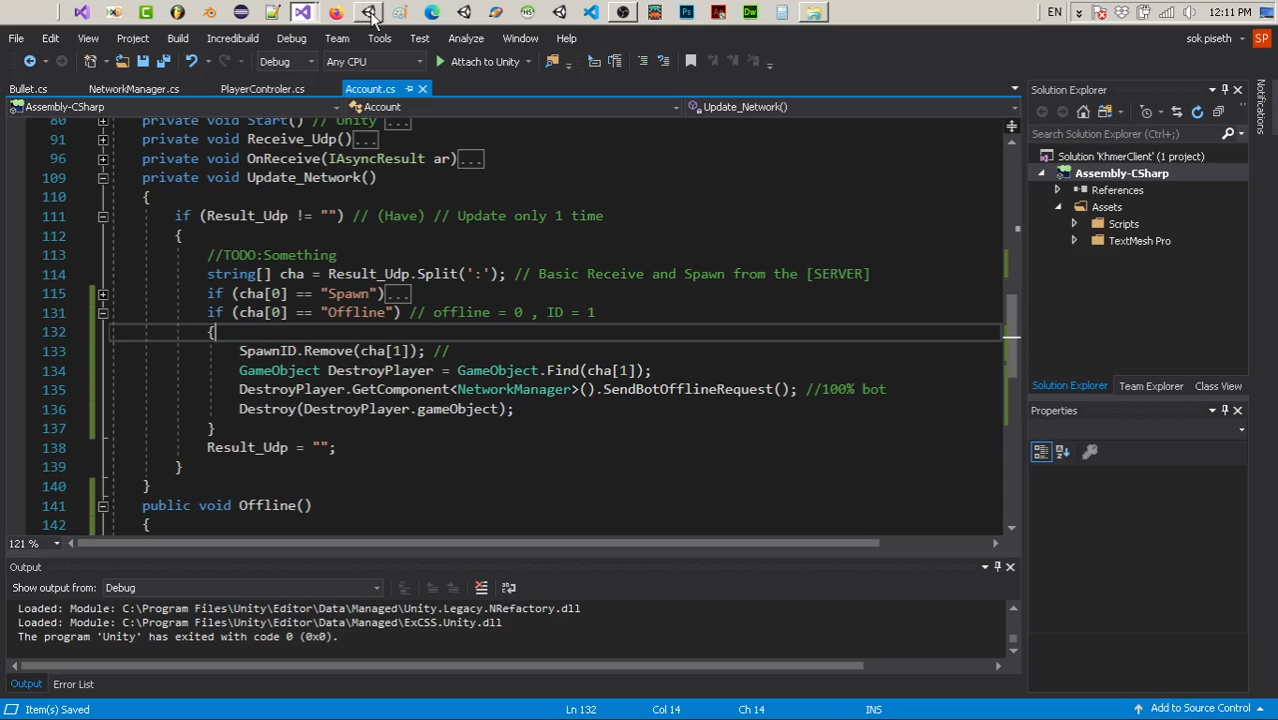 EN
12:11 PM
File Edit View Project Build Incredibuild Debug Team Tools Test Analyze Window Help
sok piseth SP
Debug Any CPU Attach to Unity
Bullet.cs NetworkManager.cs PlayerControler.cs Account.cs
Assembly-CSharp Account Update_Network()
80 private void Start() // Unity ...
91 private void Receive_Udp()...
96 private void OnReceive(IAsyncResult ar)...
109 private void Update_Network()
110 {
111 if (Result_Udp != "") // (Have) // Update only 1 time
112 {
113 //TODO:Something
114 string[] cha = Result_Udp.Split(':'); // Basic Receive and Spawn from the [SERVER]
115 if (cha[0] == "Spawn")...
131 if (cha[0] == "Offline") // offline = 0 , ID = 1
132 {
133 SpawnID.Remove(cha[1]); //
134 GameObject DestroyPlayer = GameObject.Find(cha[1]);
135 DestroyPlayer.GetComponent<NetworkManager>().SendBotOfflineRequest(); //100% bot
136 Destroy(DestroyPlayer.gameObject);
137 }
138 Result_Udp = "";
139 }
140 }
141 public void Offline()
142 {
121 %
Output
Show output from: Debug
Loaded: Module: C:\Program Files\Unity\Editor\Data\Managed\Unity.Legacy.NRefactory.dll
Loaded: Module: C:\Program Files\Unity\Editor\Data\Managed\ExCSS.Unity.dll
The program 'Unity' has exited with code 0 (0x0).
Output Error List
Item(s) Saved Ln 132 Col 14 Ch 14 INS Add to Source Control
Solution Explorer
Search Solution Explorer (Ctrl+;)
Solution 'KhmerClient' (1 project)
Assembly-CSharp
References
Assets
Scripts
TextMesh Pro
Solution Explorer Team Explorer Class View
Properties
Notifications